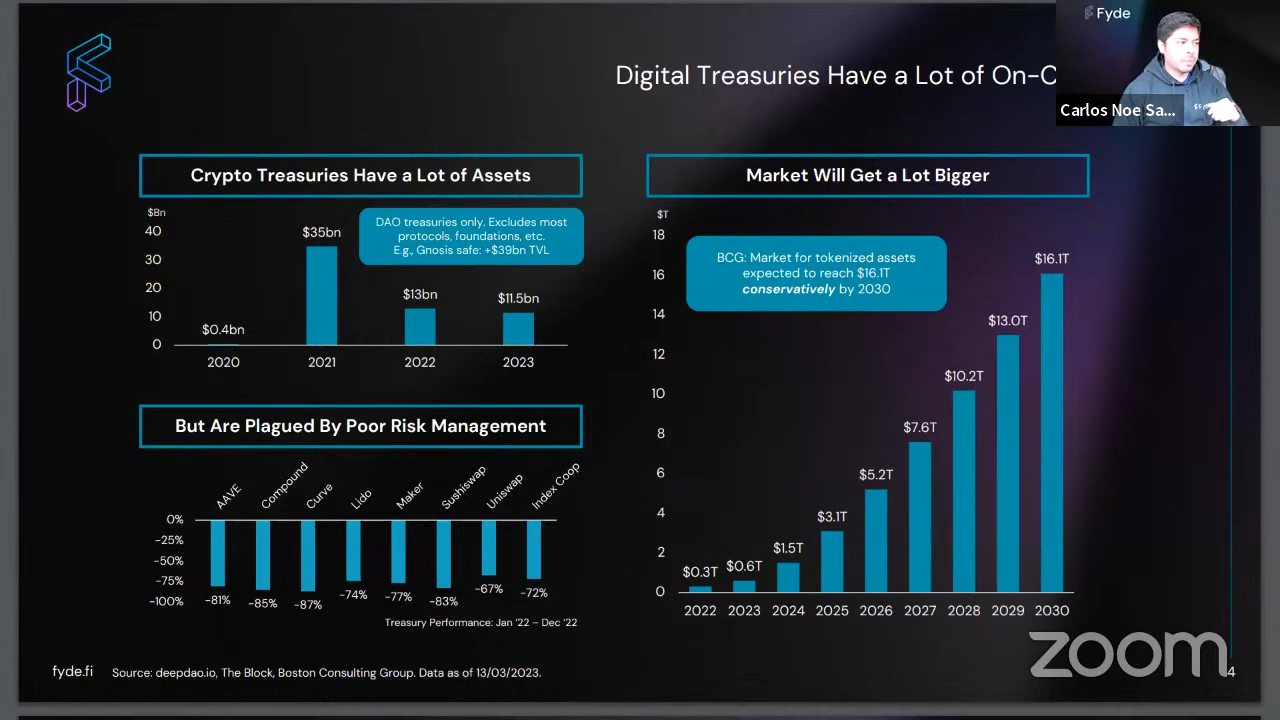 Fyde
Digital Treasuries Have a Lot of
Carlos Noe Sa...
Crypto Treasuries Have a Lot of Assets
$Bn
40
30
20
10
0
DAO treasuries only. Excludes most
protocols, foundations, etc.
E.g., Gnosis safe: +$39bn TVL
$0.4bn
$35bn
$13bn
$11.5bn
2020 2021 2022 2023
But Are Plagued By Poor Risk Management
AAVE Compound Curve Lido Maker Sushiswap Uniswap Index Coop
0%
-25%
-50%
-75%
-100%
-81% -85% -87% -74% -77% -83% -67% -72%
Treasury Performance: Jan '22 – Dec '22
Market Will Get a Lot Bigger
$T
18
16
14
12
10
8
6
4
2
0
BCG: Market for tokenized assets
expected to reach $16.1T
conservatively by 2030
$0.3T $0.6T $1.5T $3.1T $5.2T $7.6T $10.2T $13.0T $16.1T
2022 2023 2024 2025 2026 2027 2028 2029 2030
fyde.fi
Source: deepdao.io, The Block, Boston Consulting Group. Data as of 13/03/2023.
zoom
4